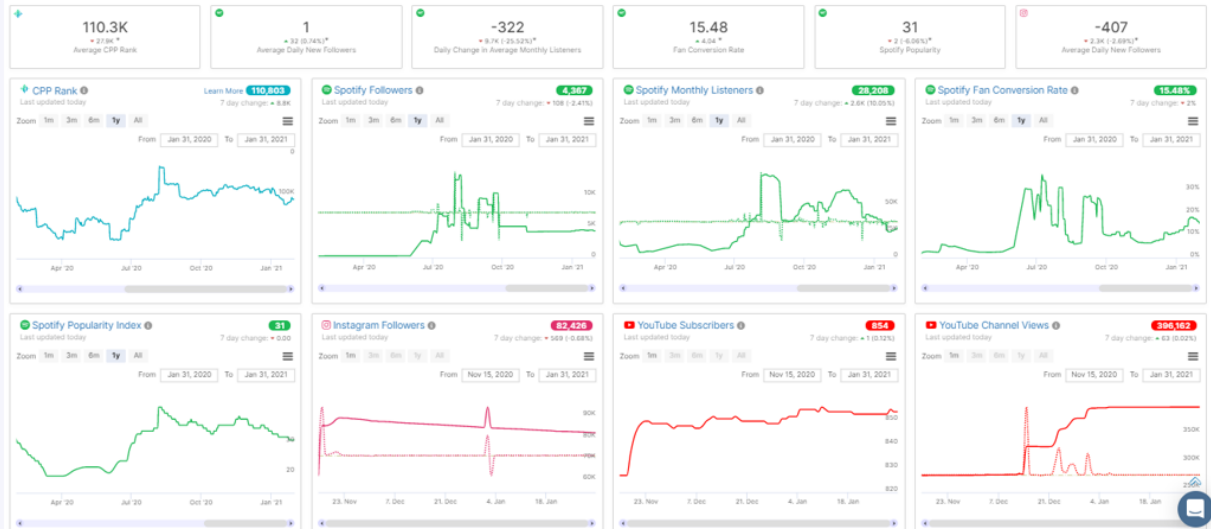 110.3K
▼ 27.9K *
Average CPP Rank
1
▲ 32 (0.74%)*
Average Daily New Followers
-322
▼ 9.7K (-25.52%)*
Daily Change in Average Monthly Listeners
15.48
▲ 4.04 *
Fan Conversion Rate
31
▼ 2 (-6.06%)*
Spotify Popularity
-407
▼ 2.3K (-2.69%)*
Average Daily New Followers
CPP Rank
Learn More 110,803
Last updated today
7 day change: ▲ 8.8K
Zoom 1m 3m 6m 1y All
From Jan 31, 2020 To Jan 31, 2021
0
100K
Apr '20 Jul '20 Oct '20 Jan '21
Spotify Followers
4,367
Last updated today
7 day change: ▼ 108 (-2.41%)
Zoom 1m 3m 6m 1y All
From Jan 31, 2020 To Jan 31, 2021
10K
5K
0
Apr '20 Jul '20 Oct '20 Jan '21
Spotify Monthly Listeners
28,208
Last updated today
7 day change: ▲ 2.6K (10.05%)
Zoom 1m 3m 6m 1y All
From Jan 31, 2020 To Jan 31, 2021
50K
0
Apr '20 Jul '20 Oct '20 Jan '21
Spotify Fan Conversion Rate
15.48%
Last updated today
7 day change: ▼ 2%
Zoom 1m 3m 6m 1y All
From Jan 31, 2020 To Jan 31, 2021
30%
20%
10%
0%
Apr '20 Jul '20 Oct '20 Jan '21
Spotify Popularity Index
31
Last updated today
7 day change: ▼ 0.00
Zoom 1m 3m 6m 1y All
From Jan 31, 2020 To Jan 31, 2021
30
20
Apr '20 Jul '20 Oct '20 Jan '21
Instagram Followers
82,426
Last updated today
7 day change: ▼ 569 (-0.68%)
Zoom 1m 3m 6m 1y All
From Nov 15, 2020 To Jan 31, 2021
90K
80K
70K
60K
23. Nov 7. Dec 21. Dec 4. Jan 18. Jan
YouTube Subscribers
854
Last updated today
7 day change: ▲ 1 (0.12%)
Zoom 1m 3m 6m 1y All
From Nov 15, 2020 To Jan 31, 2021
850
840
830
820
23. Nov 7. Dec 21. Dec 4. Jan 18. Jan
YouTube Channel Views
396,162
Last updated today
7 day change: ▲ 63 (0.02%)
Zoom 1m 3m 6m 1y All
From Nov 15, 2020 To Jan 31, 2021
350K
300K
23. Nov 7. Dec 21. Dec 4. Jan 18. Jan